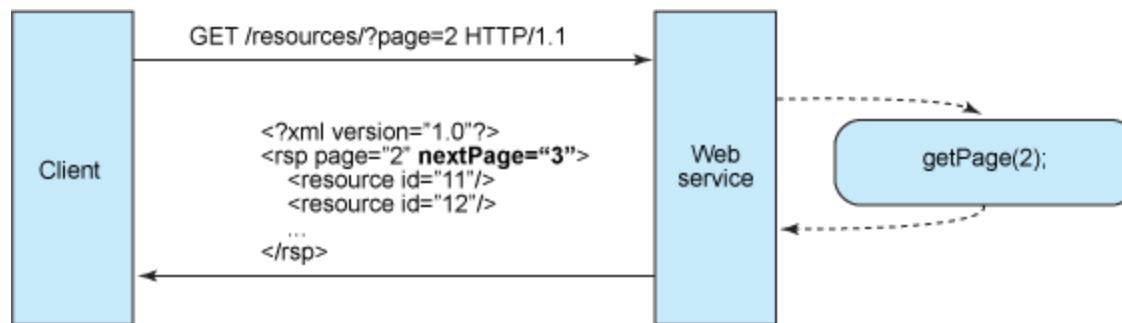 GET /resources/?page=2 HTTP/1.1
<?xml version=”1.0”?>
<rsp page=”2” nextPage=“3”>
<resource id=”11”/>
<resource id=”12”/>
...
</rsp>
Client
Web
service
getPage(2);